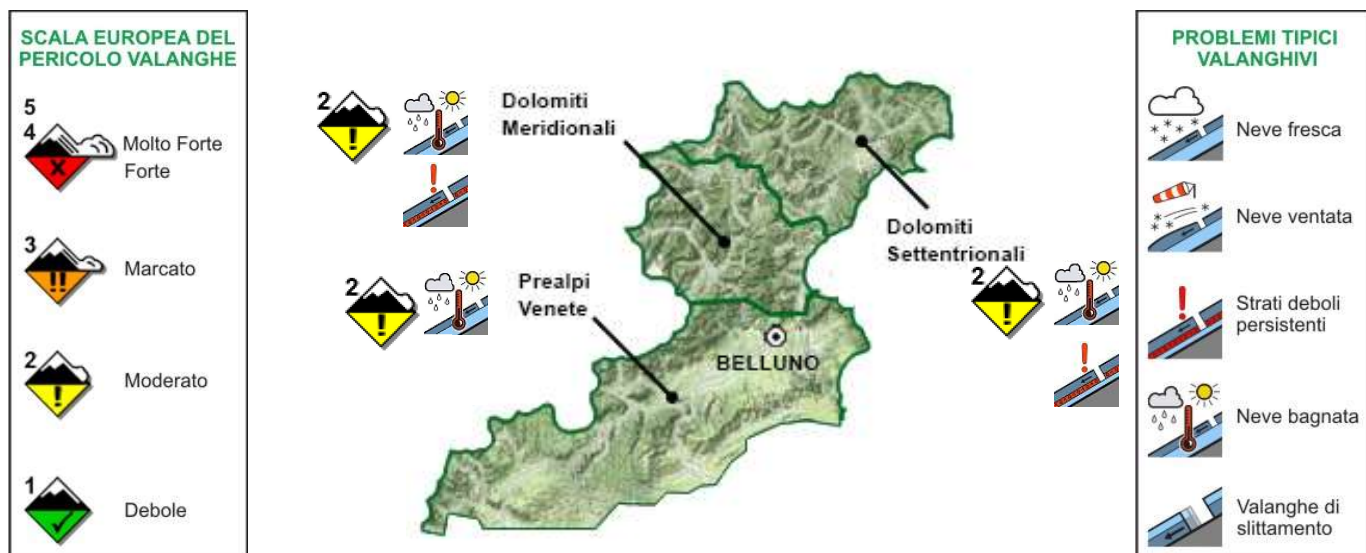 SCALA EUROPEA DEL
PERICOLO VALANGHE
5
4
Molto Forte
Forte
3
Marcato
2
Moderato
1
Debole
2
Dolomiti
Meridionali
Dolomiti
Settentrionali
2
Prealpi
Venete
2
BELLUNO
PROBLEMI TIPICI
VALANGHIVI
Neve fresca
Neve ventata
Strati deboli
persistenti
Neve bagnata
Valanghe di
slittamento